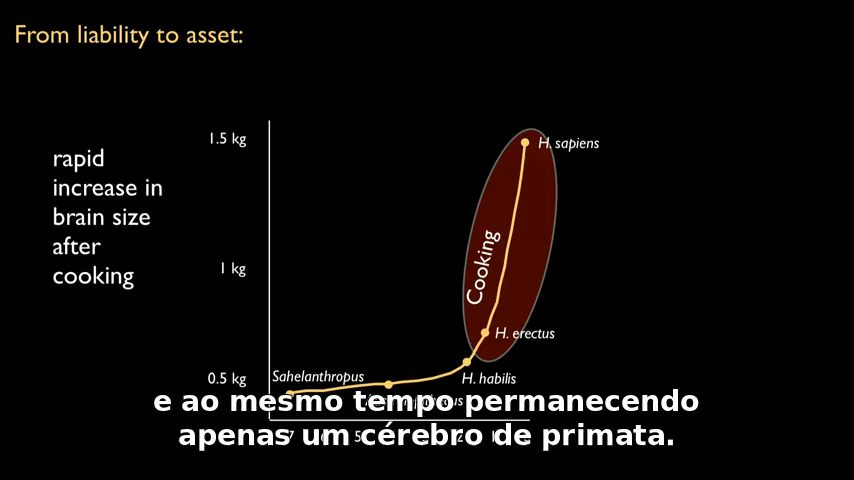 From liability to asset:
rapid
increase in
brain size
after
cooking
1.5 kg
1 kg
0.5 kg
H. sapiens
Cooking
H. erectus
H. habilis
Sahelanthropus
e ao mesmo tempo permanecendo
apenas um cérebro de primata.